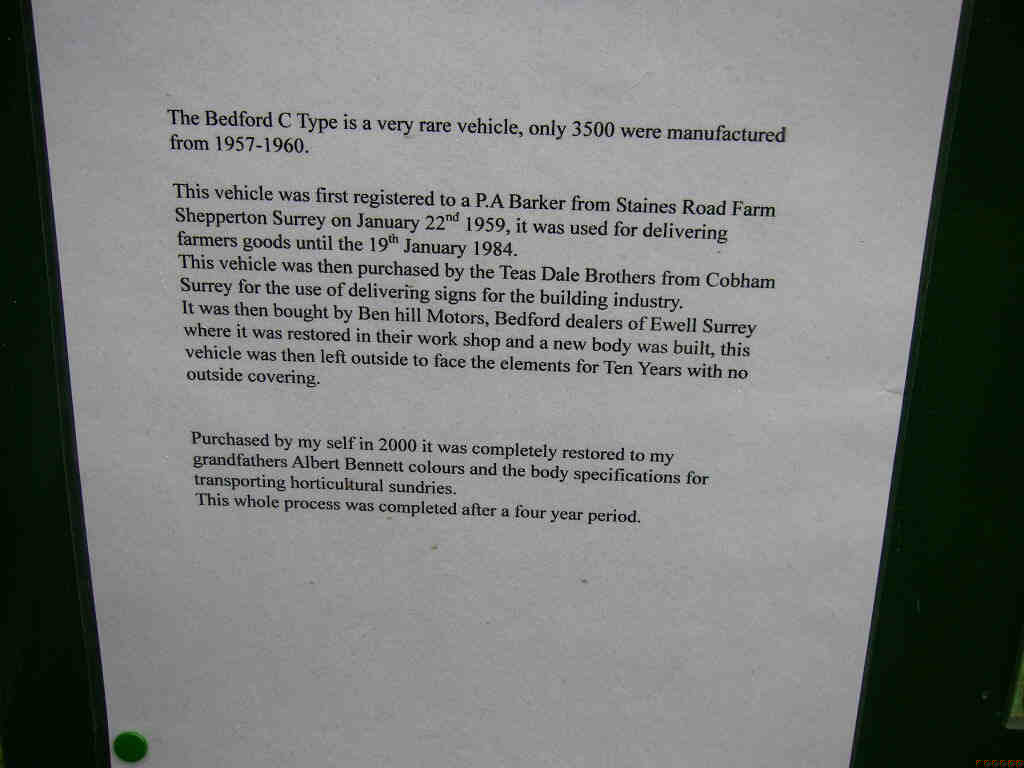 The Bedford C Type is a very rare vehicle, only 3500 were manufactured
from 1957-1960.
This vehicle was first registered to a P.A Barker from Staines Road Farm
Shepperton Surrey on January 22nd 1959, it was used for delivering
farmers goods until the 19th January 1984.
This vehicle was then purchased by the Teas Dale Brothers from Cobham
Surrey for the use of delivering signs for the building industry.
It was then bought by Ben hill Motors, Bedford dealers of Ewell Surrey
where it was restored in their work shop and a new body was built, this
vehicle was then left outside to face the elements for Ten Years with no
outside covering.
Purchased by my self in 2000 it was completely restored to my
grandfathers Albert Bennett colours and the body specifications for
transporting horticultural sundries.
This whole process was completed after a four year period.